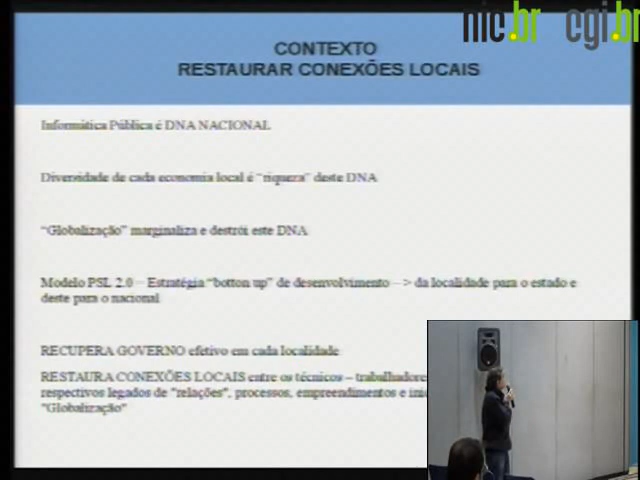 nic.br cgi.br
CONTEXTO
RESTAURAR CONEXÕES LOCAIS
Informática Pública é DNA NACIONAL
Diversidade de cada economia local é “riqueza” deste DNA
“Globalização” marginaliza e destrói este DNA
Modelo PSL 2.0 – Estratégia “botton up” de desenvolvimento – > da localidade para o estado e
deste para o nacional
RECUPERA GOVERNO efetivo em cada localidade
RESTAURA CONEXÕES LOCAIS entre os técnicos – trabalhadore
respectivos legados de "relações", processos, empreendimentos e
"Globalização"